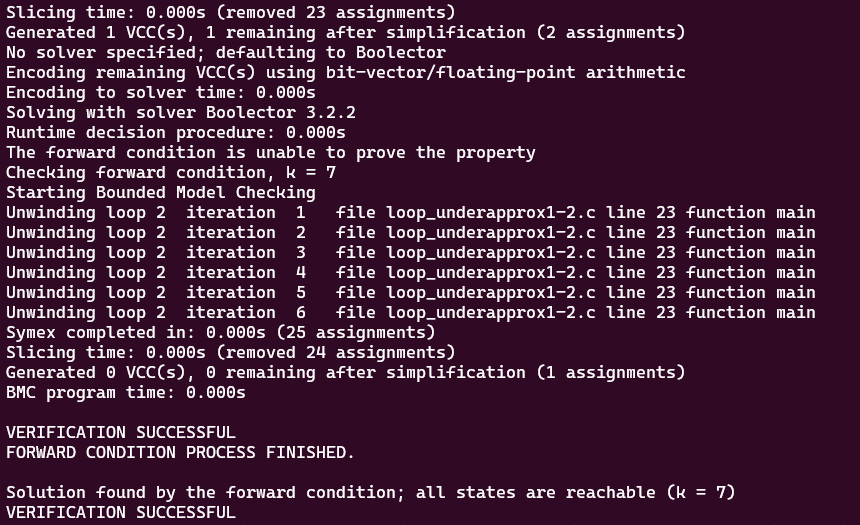 Slicing time: 0.000s (removed 23 assignments)
Generated 1 VCC(s), 1 remaining after simplification (2 assignments)
No solver specified; defaulting to Boolector
Encoding remaining VCC(s) using bit-vector/floating-point arithmetic
Encoding to solver time: 0.000s
Solving with solver Boolector 3.2.2
Runtime decision procedure: 0.000s
The forward condition is unable to prove the property
Checking forward condition, k = 7
Starting Bounded Model Checking
Unwinding loop 2  iteration  1   file loop_underapprox1-2.c line 23 function main
Unwinding loop 2  iteration  2   file loop_underapprox1-2.c line 23 function main
Unwinding loop 2  iteration  3   file loop_underapprox1-2.c line 23 function main
Unwinding loop 2  iteration  4   file loop_underapprox1-2.c line 23 function main
Unwinding loop 2  iteration  5   file loop_underapprox1-2.c line 23 function main
Unwinding loop 2  iteration  6   file loop_underapprox1-2.c line 23 function main
Symex completed in: 0.000s (25 assignments)
Slicing time: 0.000s (removed 24 assignments)
Generated 0 VCC(s), 0 remaining after simplification (1 assignments)
BMC program time: 0.000s

VERIFICATION SUCCESSFUL
FORWARD CONDITION PROCESS FINISHED.

Solution found by the forward condition; all states are reachable (k = 7)
VERIFICATION SUCCESSFUL